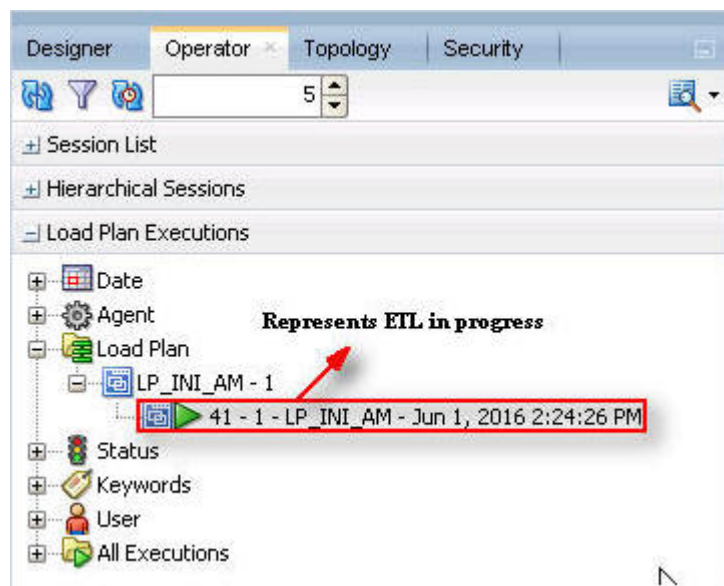 Designer Operator Topology Security
5
Session List
Hierarchical Sessions
Load Plan Executions
Date
Agent
Represents ETL in progress
Load Plan
LP_INI_AM - 1
41 - 1 - LP_INI_AM - Jun 1, 2016 2:24:26 PM
Status
Keywords
User
All Executions